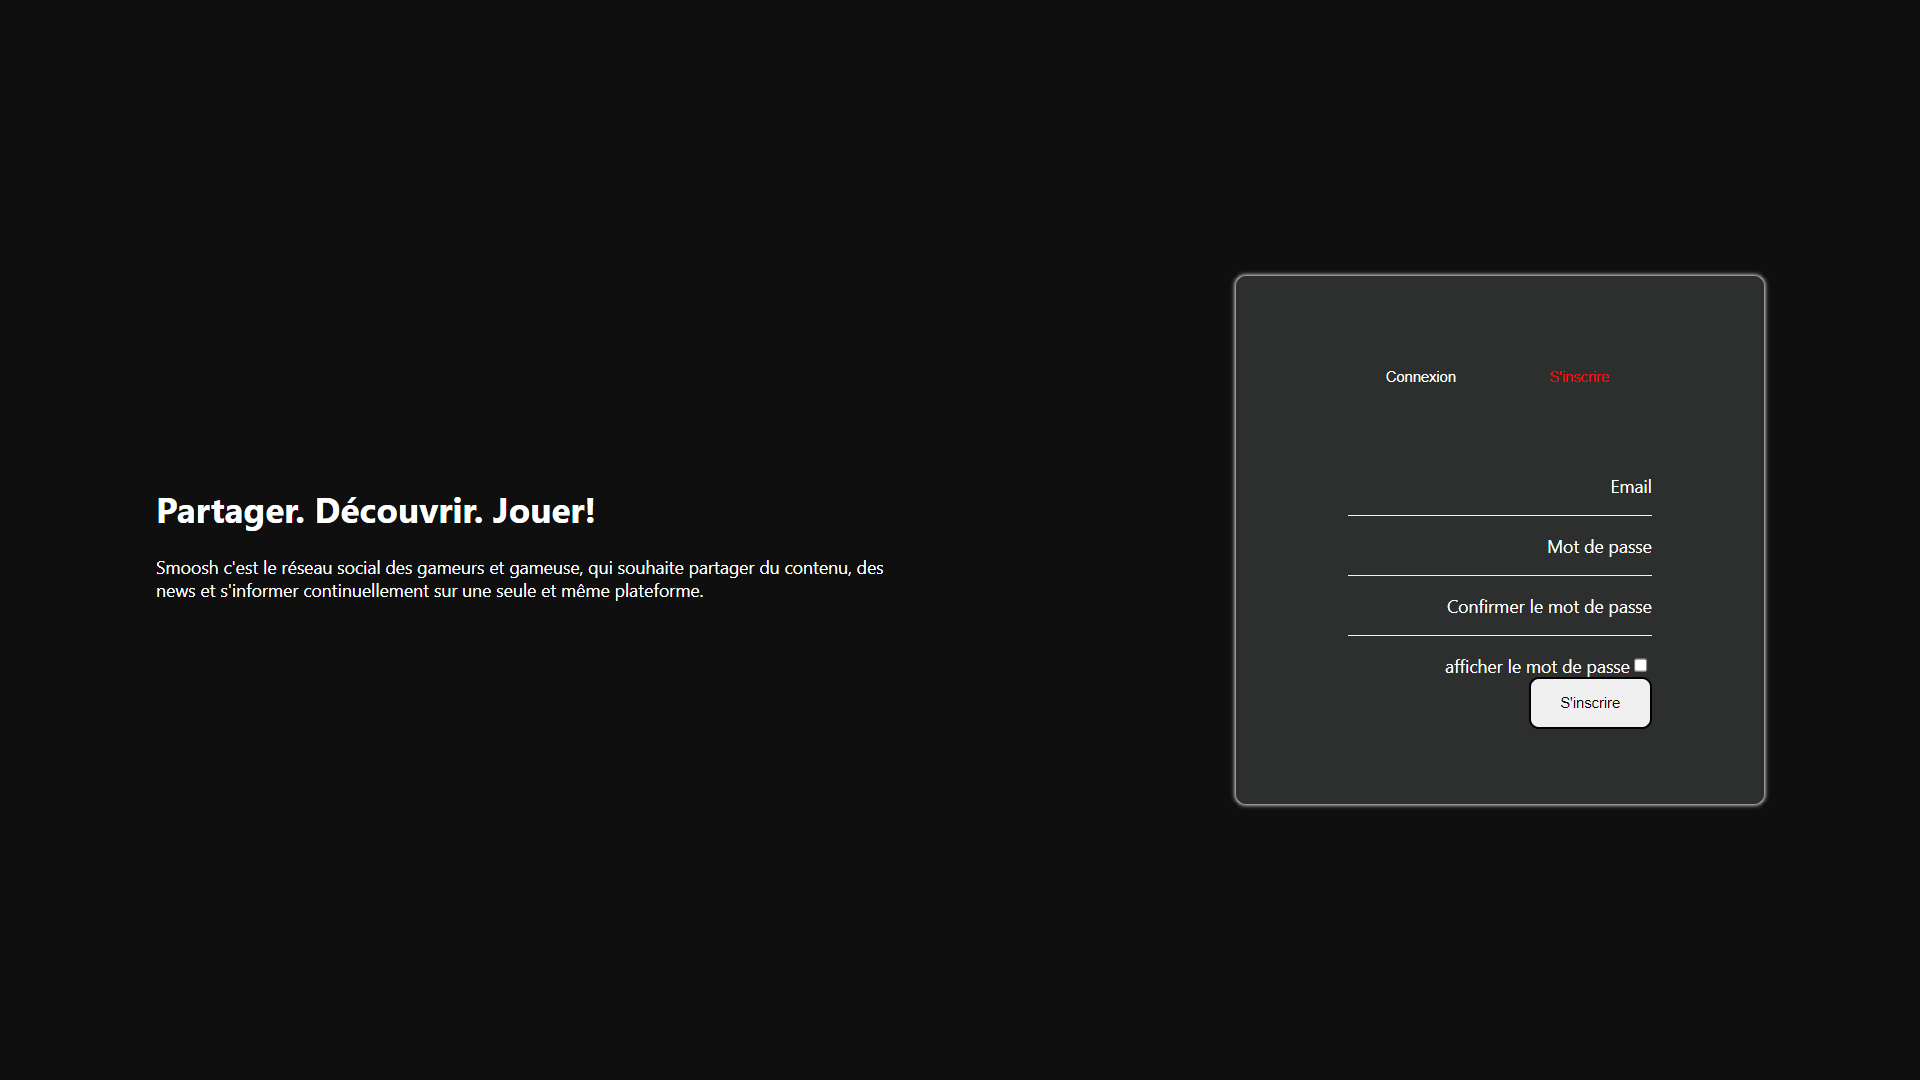 Partager. Découvrir. Jouer!
Smoosh c'est le réseau social des gameurs et gameuse, qui souhaite partager du contenu, des
news et s'informer continuellement sur une seule et même plateforme.
Connexion
S'inscrire
Email
Mot de passe
Confirmer le mot de passe
afficher le mot de passe
S'inscrire